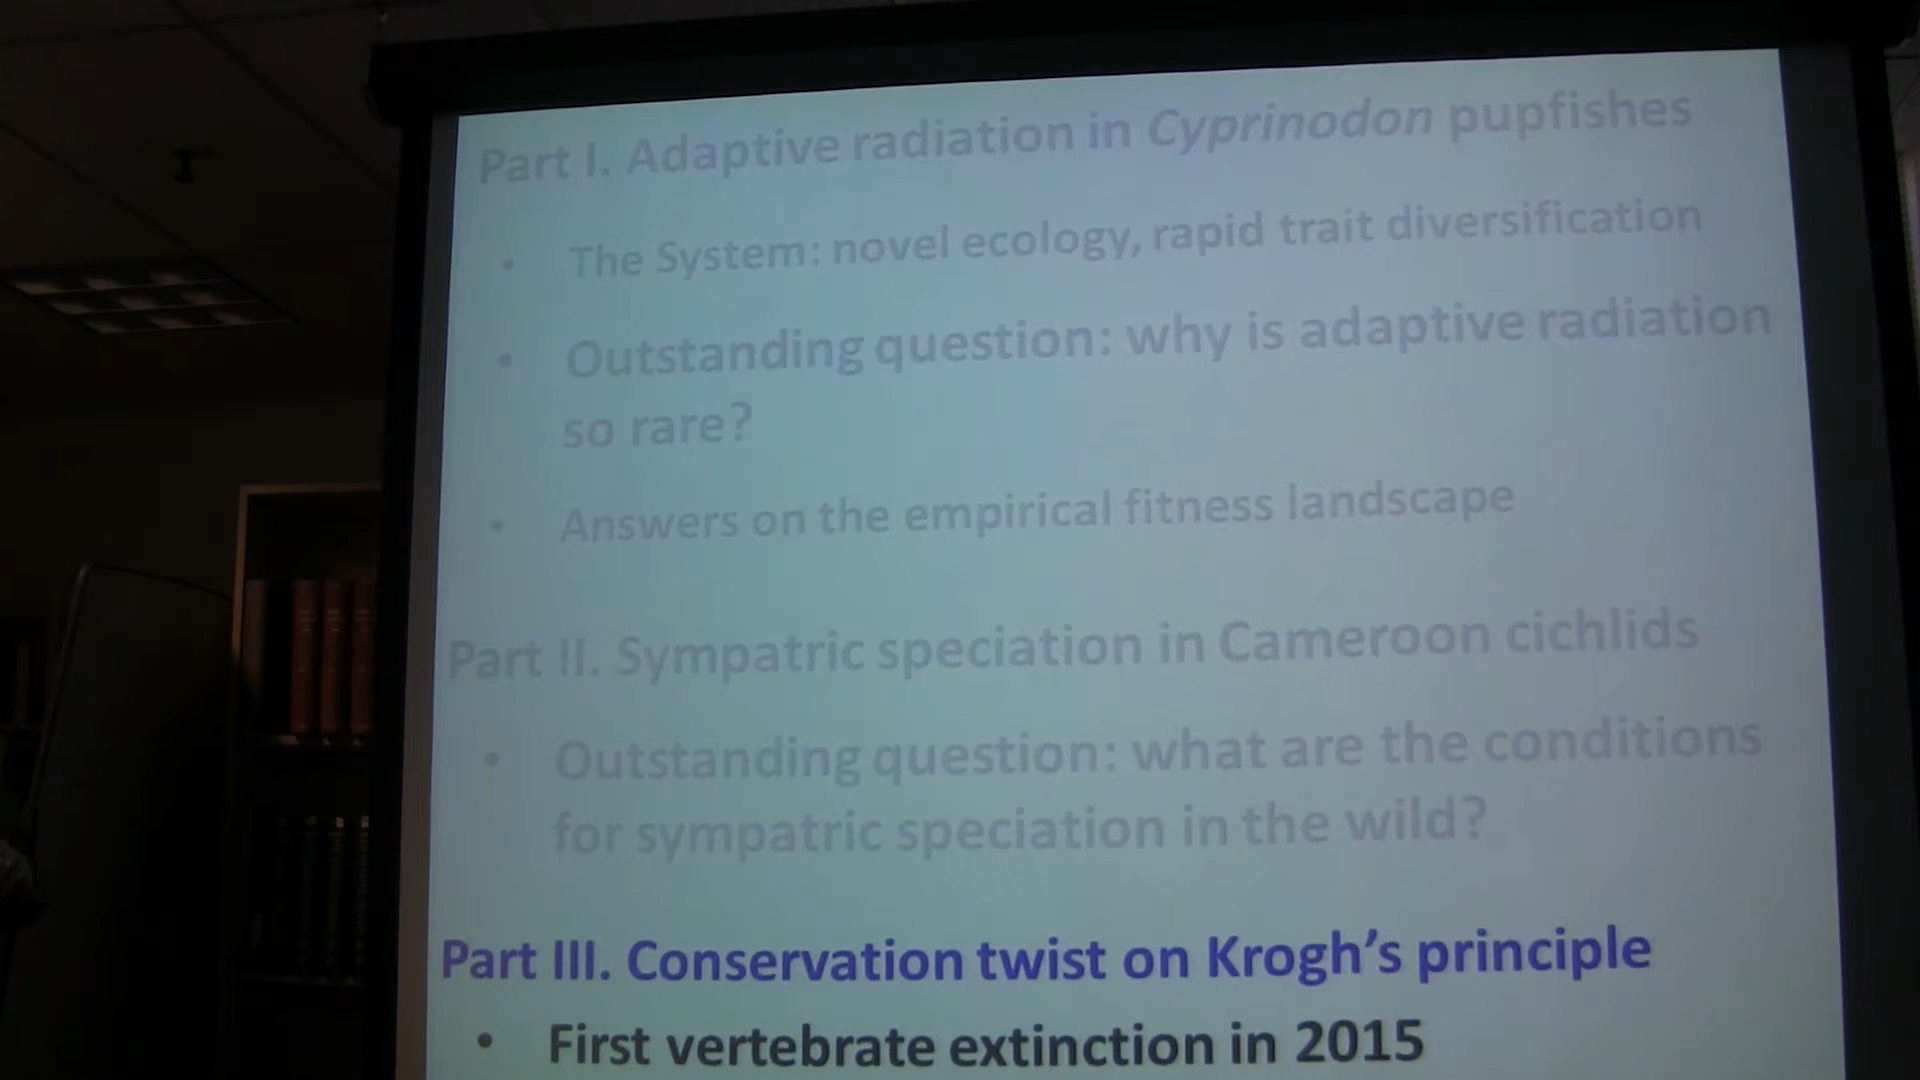 Part I. Adaptive radiation in Cyprinodon pupfishes
• The System: novel ecology, rapid trait diversification
• Outstanding question: why is adaptive radiation
so rare?
• Answers on the empirical fitness landscape
Part II. Sympatric speciation in Cameroon cichlids
• Outstanding question: what are the conditions
for sympatric speciation in the wild?
Part III. Conservation twist on Krogh's principle
• First vertebrate extinction in 2015